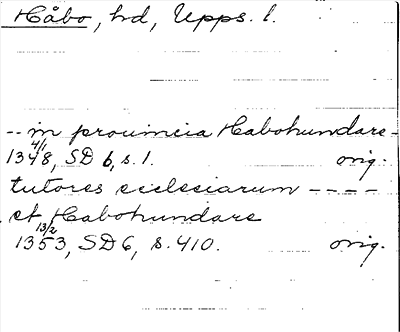 Håbo, hd, Upps. l.
-- in prouincia Habohundare -
1348, 4/1 SD 6, s. 1. orig.
tutores ecclesiarum - - - -
et Habohundare
1353, 13/2 SD 6, s. 410. orig.